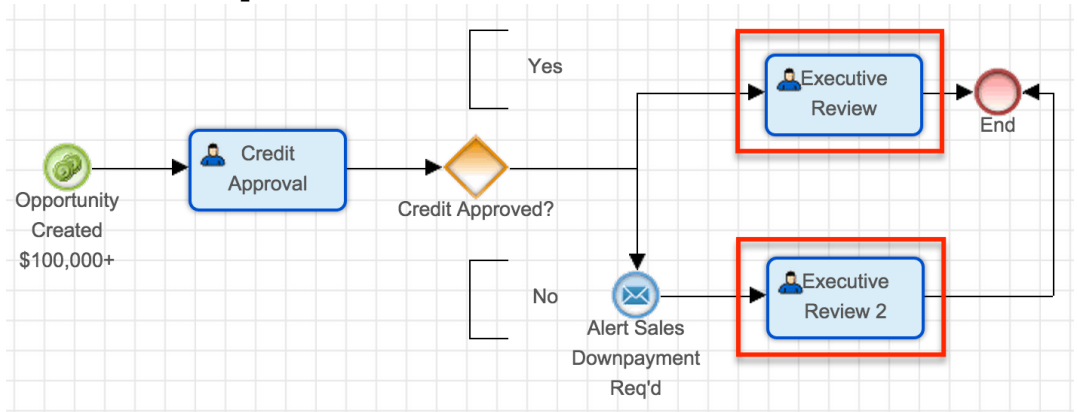 Yes
Executive
Review
End
Credit
Approval
Opportunity
Created
$100,000+
Credit Approved?
No
Executive
Review 2
Alert Sales
Downpayment
Req'd